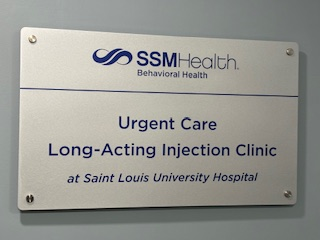 SSMHealth.
Behavioral Health
Urgent Care
Long-Acting Injection Clinic
at Saint Louis University Hospital